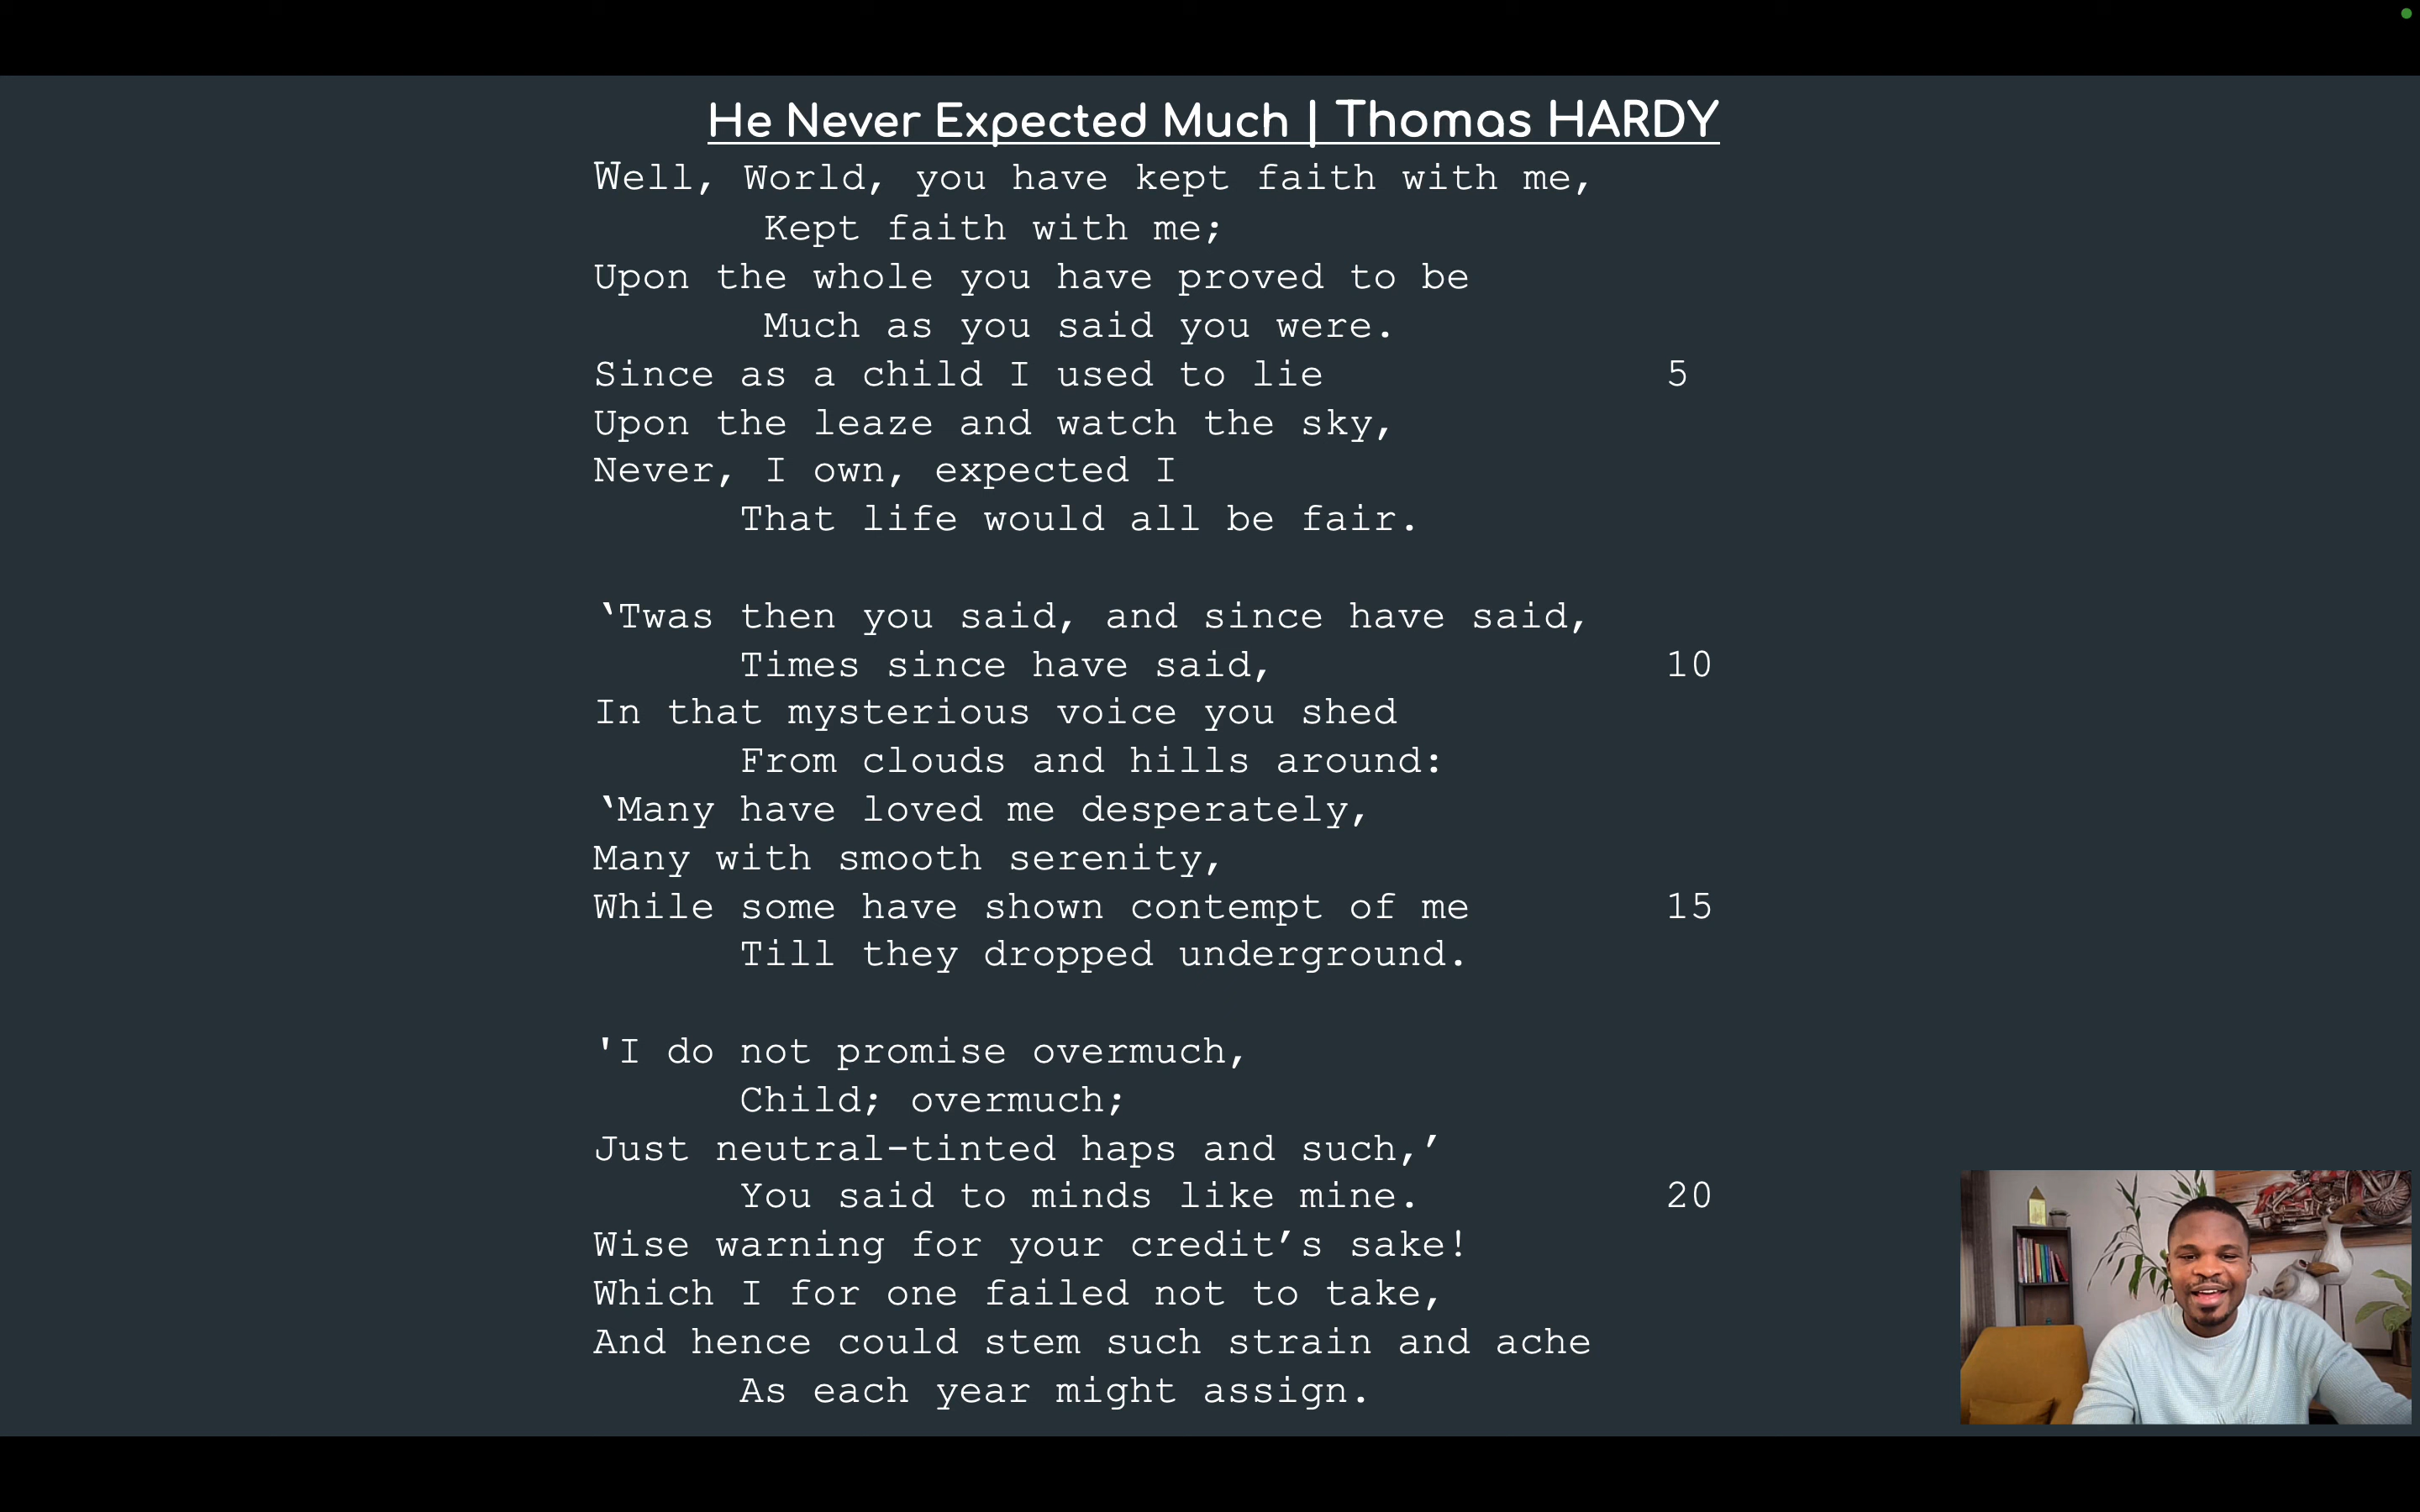 He Never Expected Much | Thomas HARDY
Well, World, you have kept faith with me,
Kept faith with me;
Upon the whole you have proved to be
Much as you said you were.
Since as a child I used to lie 5
Upon the leaze and watch the sky,
Never, I own, expected I
That life would all be fair.
‘Twas then you said, and since have said,
Times since have said, 10
In that mysterious voice you shed
From clouds and hills around:
‘Many have loved me desperately,
Many with smooth serenity,
While some have shown contempt of me 15
Till they dropped underground.
'I do not promise overmuch,
Child; overmuch;
Just neutral-tinted haps and such,’
You said to minds like mine. 20
Wise warning for your credit’s sake!
Which I for one failed not to take,
And hence could stem such strain and ache
As each year might assign.